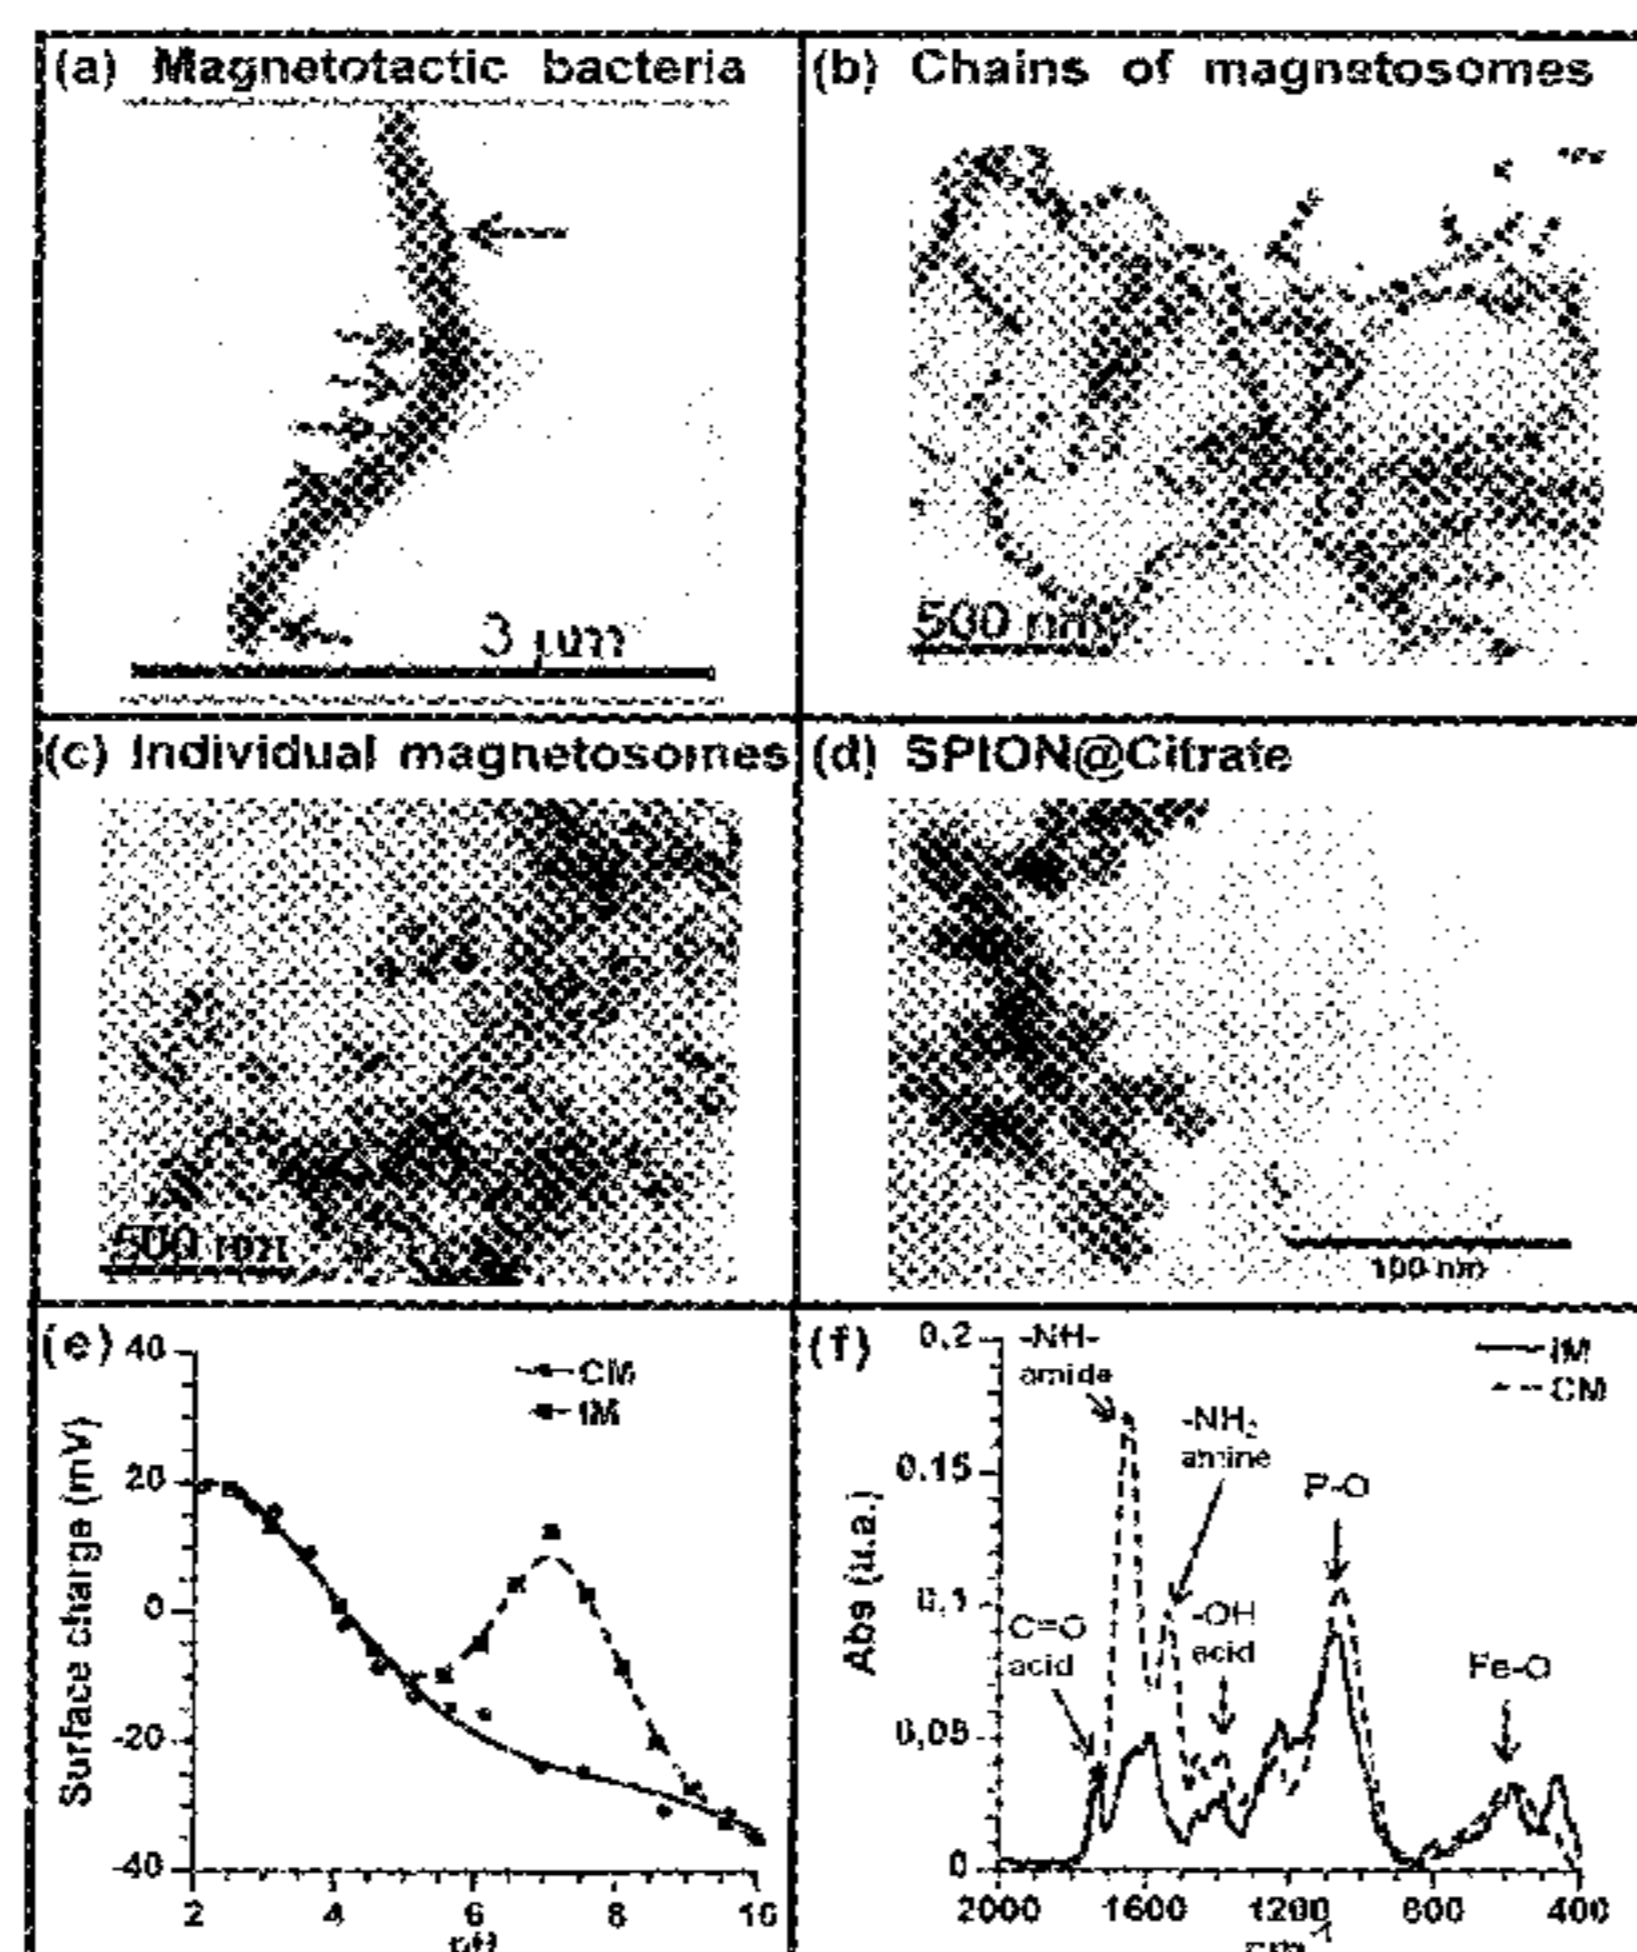 (a) Magnetotactic bacteria
3 µm
(b) Chains of magnetosomes
500 nm
(c) Individual magnetosomes
500 nm
(d) SPION@Citrate
100 nm
(e)
40
20
0
-20
-40
Surface charge (mV)
CM
IM
2 4 6 8 10
pH
(f)
0,2
0,15
0,1
0,05
0
Abs (u.a.)
-NH-
amide
-NH2
amine
C=O
acid
-OH
acid
P-O
Fe-O
IM
CM
2000 1600 1200 800 400
cm-1